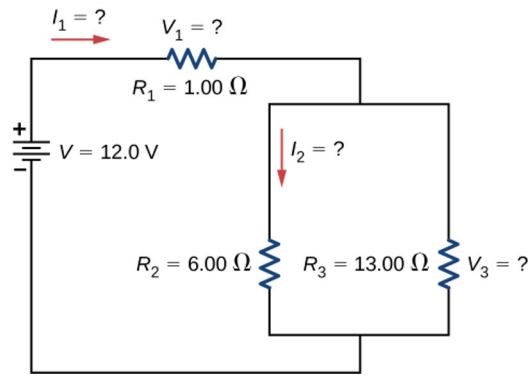 I₁ = ?
V₁ = ?
R₁ = 1.00 Ω
+
V = 12.0 V
−
I₂ = ?
R₂ = 6.00 Ω
R₃ = 13.00 Ω
V₃ = ?